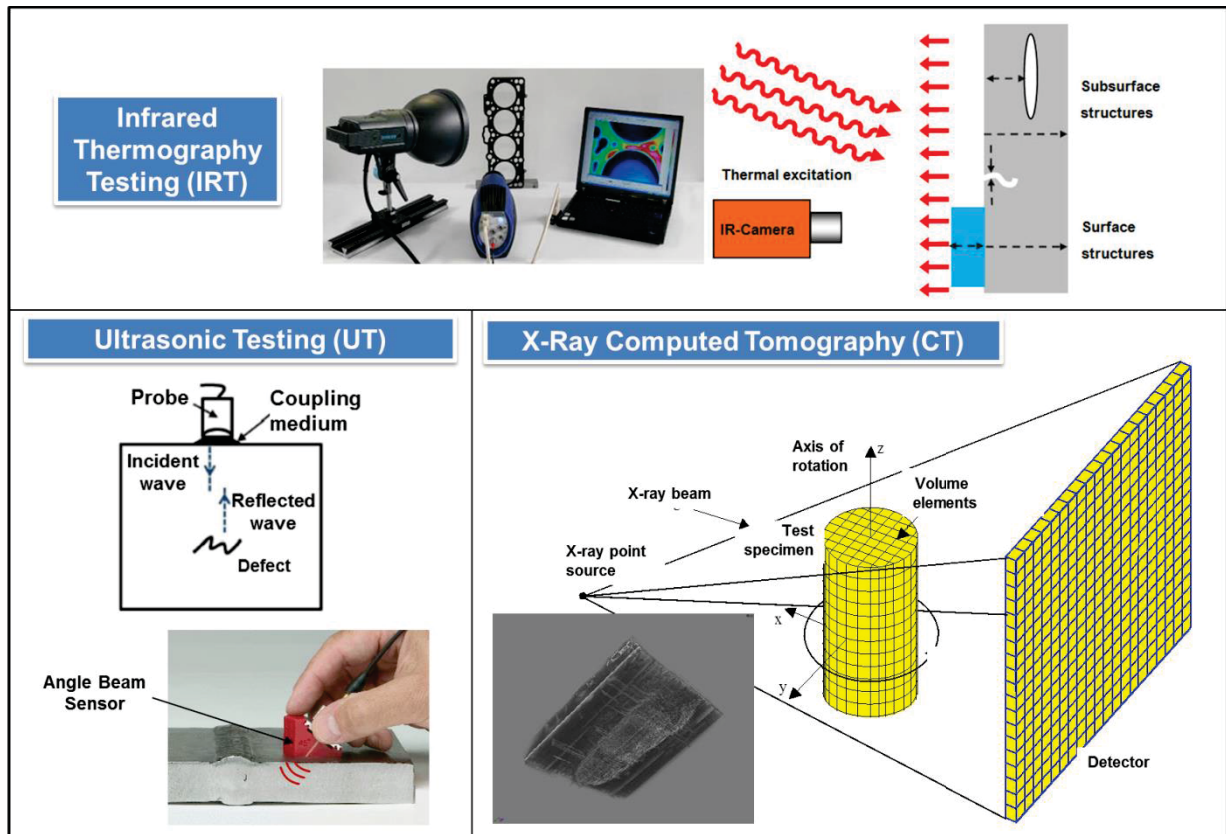 Infrared
Thermography
Testing (IRT)
Thermal excitation
IR-Camera
Subsurface
structures
Surface
structures
Ultrasonic Testing (UT)
Probe
Coupling
medium
Incident
wave
Reflected
wave
Defect
Angle Beam
Sensor
X-Ray Computed Tomography (CT)
Axis of
rotation
z
Volume
elements
X-ray beam
Test
specimen
X-ray point
source
x
y
Detector